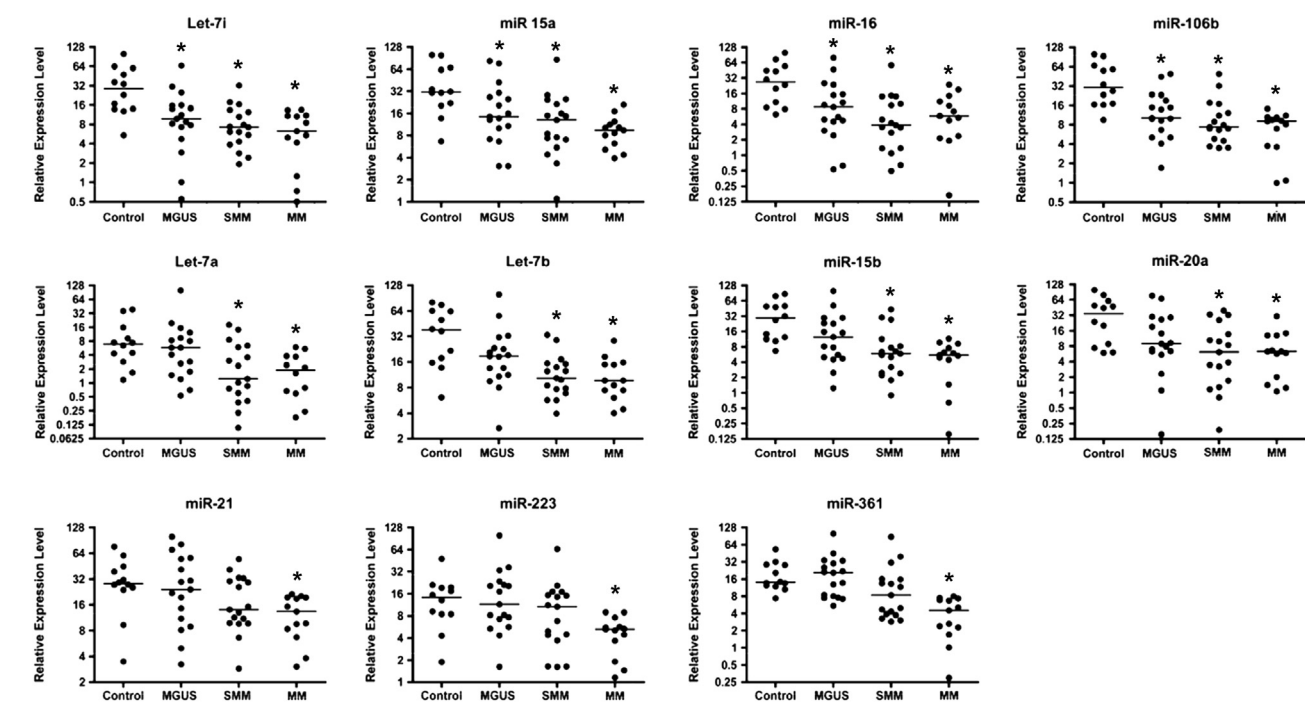 Let-7i
Relative Expression Level
128
64
32
16
8
4
2
1
0.5
Control MGUS SMM MM
* * *
miR 15a
Relative Expression Level
128
64
32
16
8
4
2
1
Control MGUS SMM MM
* * *
miR-16
Relative Expression Level
128
64
32
16
8
4
2
1
0.5
0.25
0.125
Control MGUS SMM MM
* * *
miR-106b
Relative Expression Level
128
64
32
16
8
4
2
1
0.5
Control MGUS SMM MM
* * *
Let-7a
Relative Expression Level
128
64
32
16
8
4
2
1
0.5
0.25
0.125
0.0625
Control MGUS SMM MM
* *
Let-7b
Relative Expression Level
128
64
32
16
8
4
2
Control MGUS SMM MM
* *
miR-15b
Relative Expression Level
128
64
32
16
8
4
2
1
0.5
0.25
0.125
Control MGUS SMM MM
* *
miR-20a
Relative Expression Level
128
64
32
16
8
4
2
1
0.5
0.25
0.125
Control MGUS SMM MM
* *
miR-21
Relative Expression Level
128
64
32
16
8
4
2
Control MGUS SMM MM
*
miR-223
Relative Expression Level
128
64
32
16
8
4
2
1
Control MGUS SMM MM
*
miR-361
Relative Expression Level
128
64
32
16
8
4
2
1
0.5
0.25
Control MGUS SMM MM
*